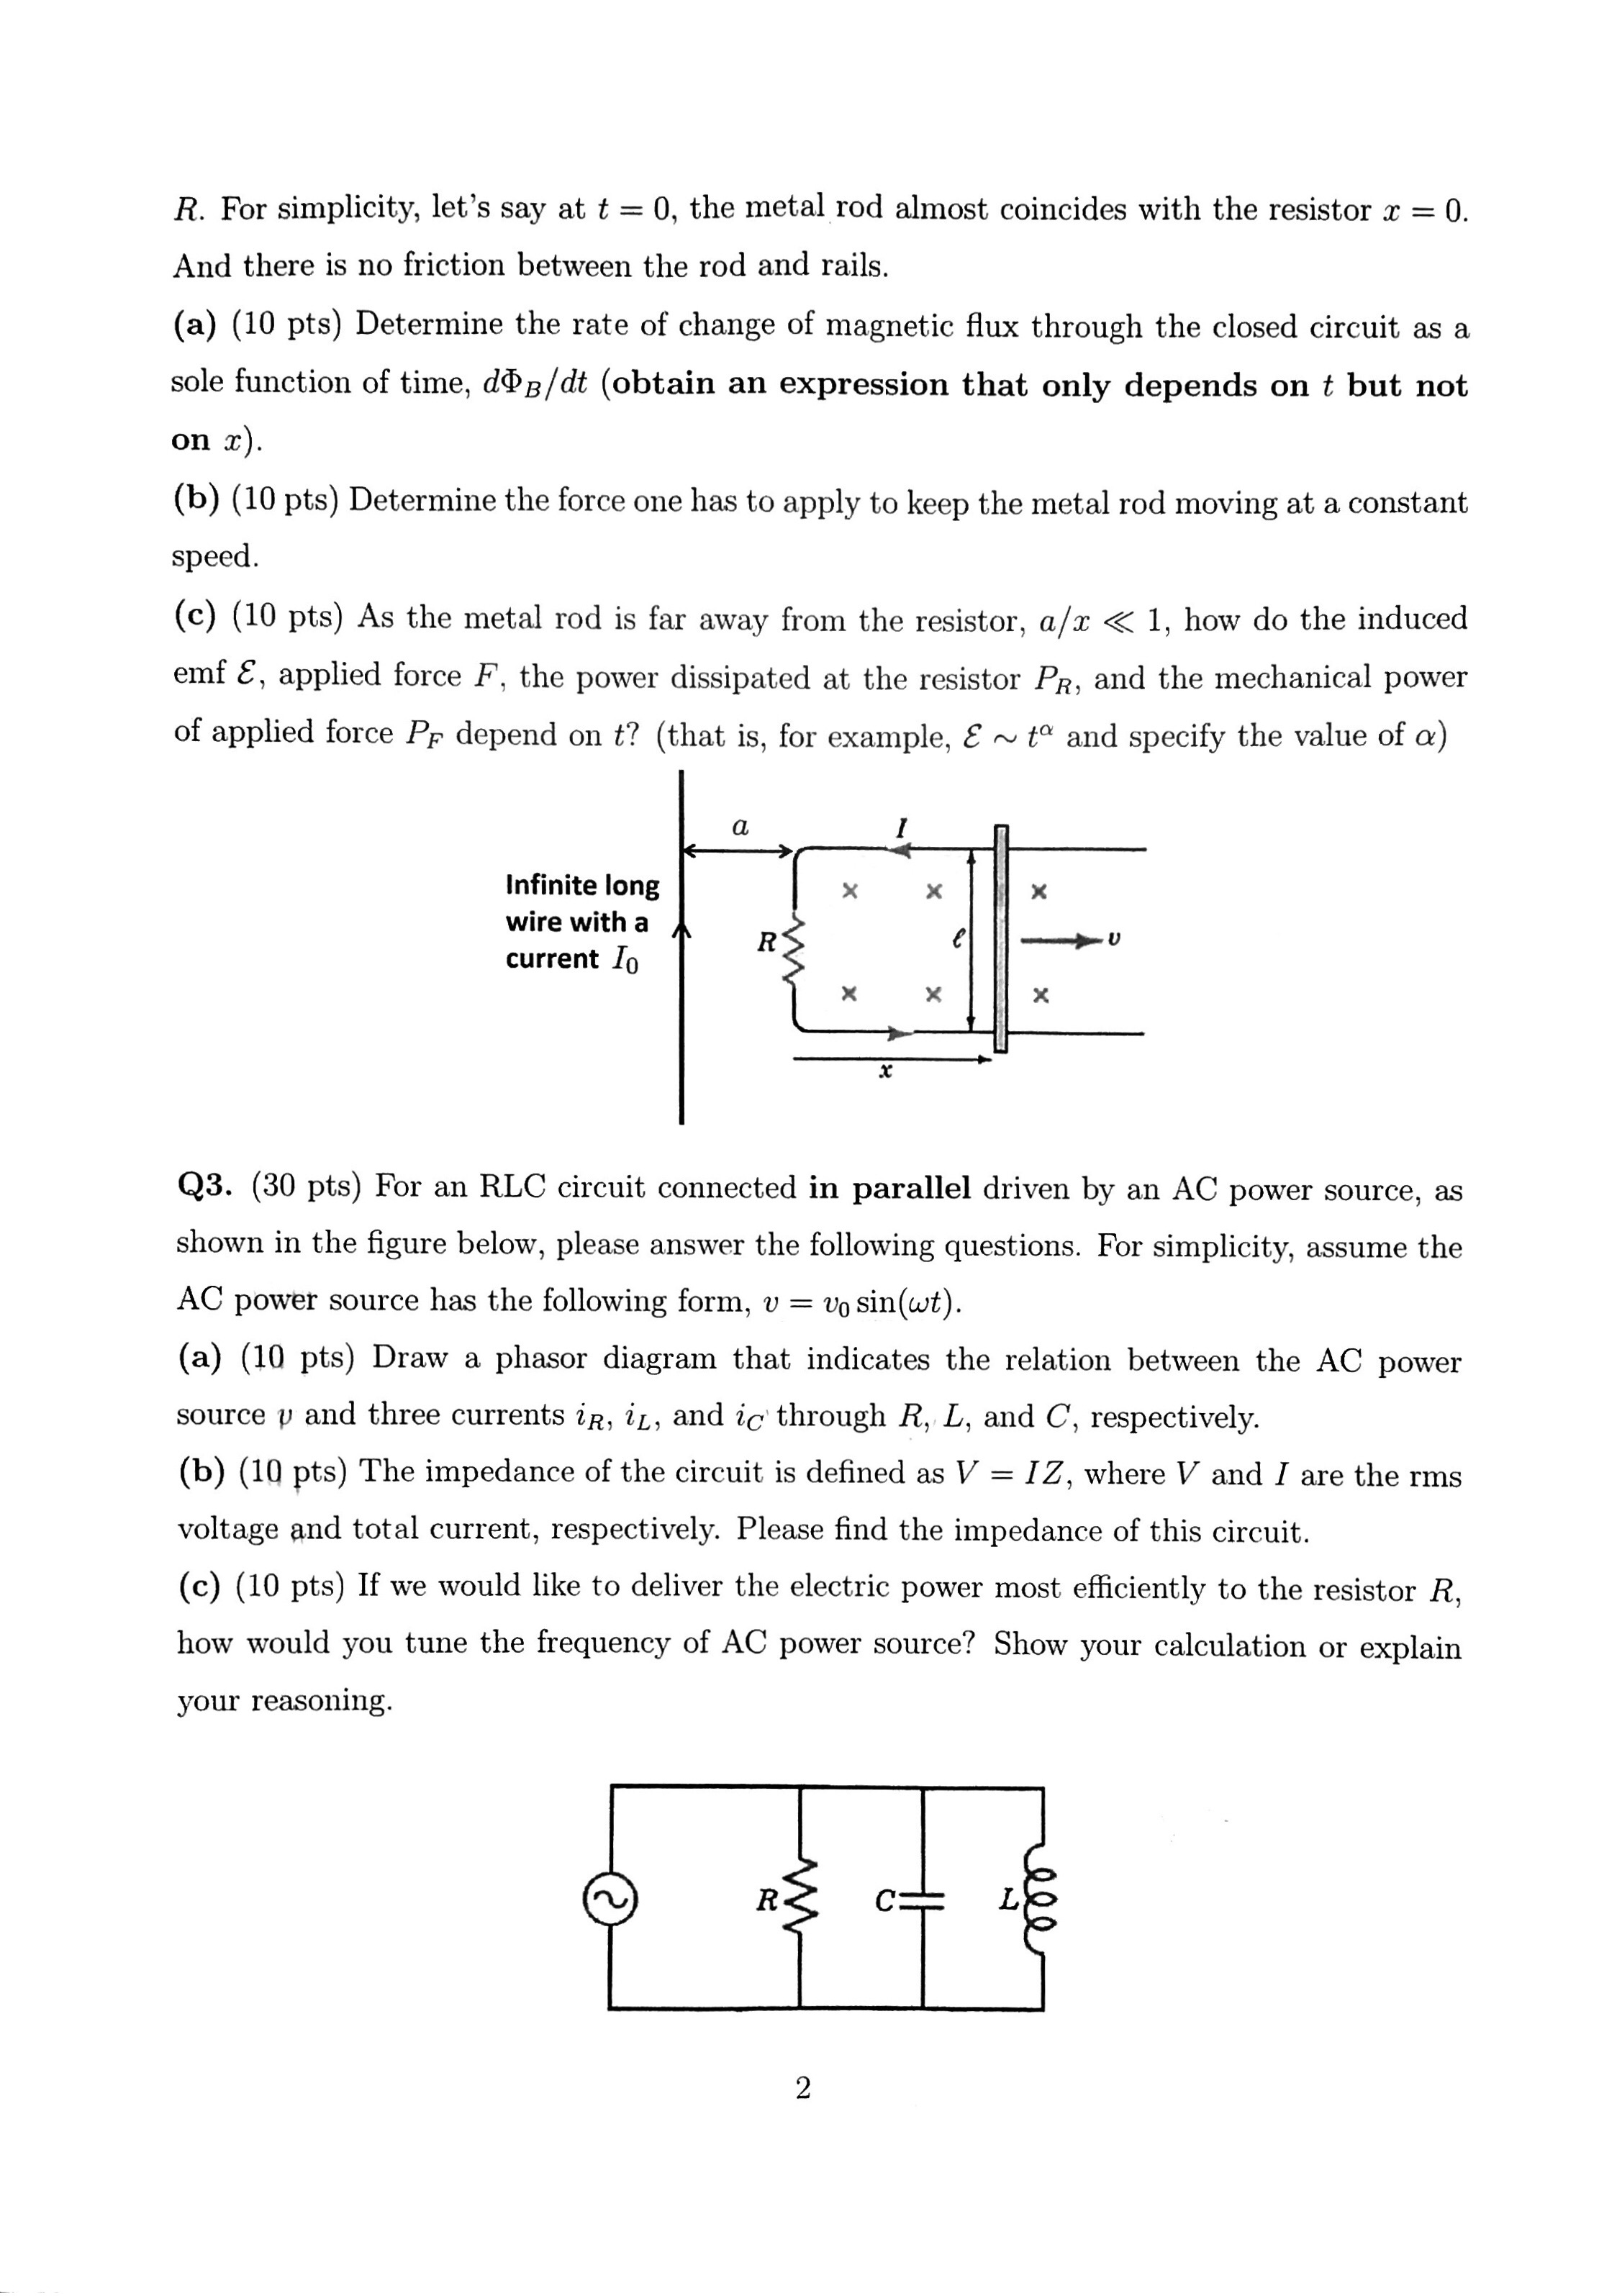 R. For simplicity, let's say at t = 0, the metal rod almost coincides with the resistor x = 0.
And there is no friction between the rod and rails.
(a) (10 pts) Determine the rate of change of magnetic flux through the closed circuit as a
sole function of time, dΦ_B/dt (obtain an expression that only depends on t but not
on x).
(b) (10 pts) Determine the force one has to apply to keep the metal rod moving at a constant
speed.
(c) (10 pts) As the metal rod is far away from the resistor, a/x ≪ 1, how do the induced
emf ℰ, applied force F, the power dissipated at the resistor P_R, and the mechanical power
of applied force P_F depend on t? (that is, for example, ℰ ∼ t^α and specify the value of α)
a
I
Infinite long
wire with a
current I₀
R
ℓ
v
x
Q3. (30 pts) For an RLC circuit connected in parallel driven by an AC power source, as
shown in the figure below, please answer the following questions. For simplicity, assume the
AC power source has the following form, v = v₀ sin(ωt).
(a) (10 pts) Draw a phasor diagram that indicates the relation between the AC power
source v and three currents i_R, i_L, and i_C through R, L, and C, respectively.
(b) (10 pts) The impedance of the circuit is defined as V = IZ, where V and I are the rms
voltage and total current, respectively. Please find the impedance of this circuit.
(c) (10 pts) If we would like to deliver the electric power most efficiently to the resistor R,
how would you tune the frequency of AC power source? Show your calculation or explain
your reasoning.
R C L
2